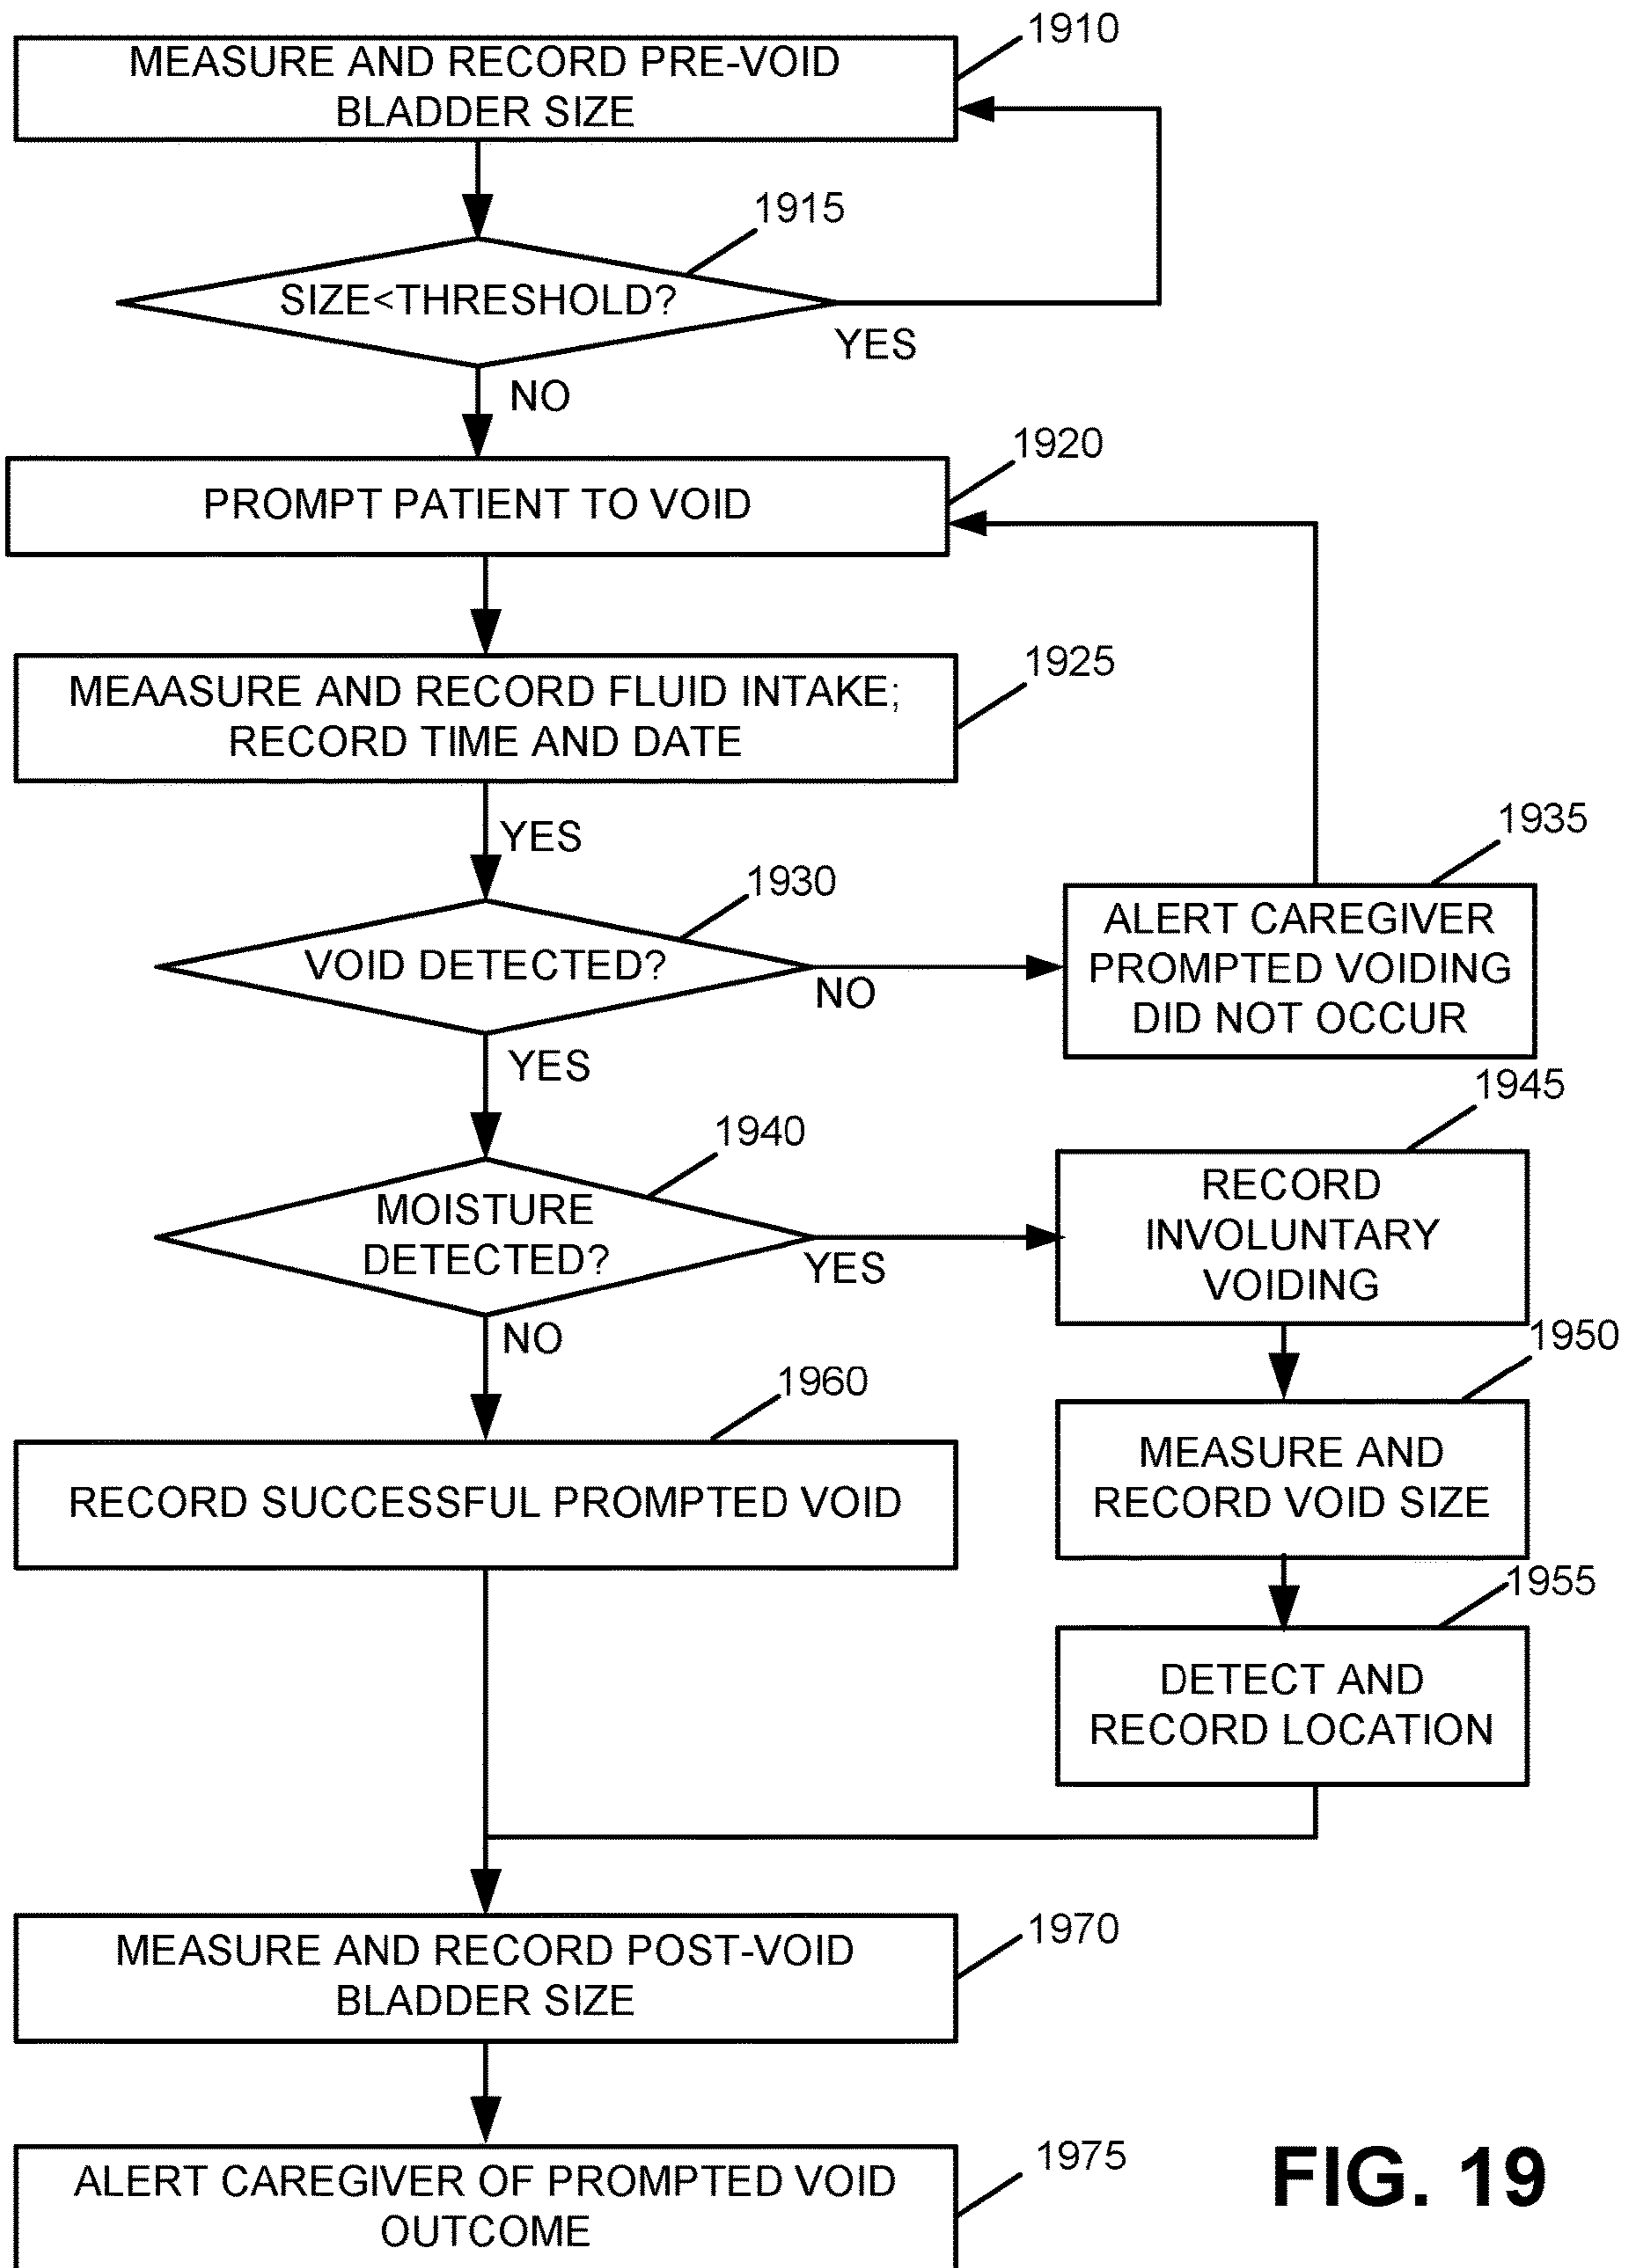 1910
MEASURE AND RECORD PRE-VOID
BLADDER SIZE
1915
SIZE<THRESHOLD?
YES
NO
1920
PROMPT PATIENT TO VOID
1925
MEAASURE AND RECORD FLUID INTAKE;
RECORD TIME AND DATE
YES
1930
VOID DETECTED?
NO
1935
ALERT CAREGIVER
PROMPTED VOIDING
DID NOT OCCUR
YES
1940
MOISTURE
DETECTED?
YES
1945
RECORD
INVOLUNTARY
VOIDING
NO
1950
MEASURE AND
RECORD VOID SIZE
1960
RECORD SUCCESSFUL PROMPTED VOID
1955
DETECT AND
RECORD LOCATION
1970
MEASURE AND RECORD POST-VOID
BLADDER SIZE
1975
ALERT CAREGIVER OF PROMPTED VOID
OUTCOME
FIG. 19